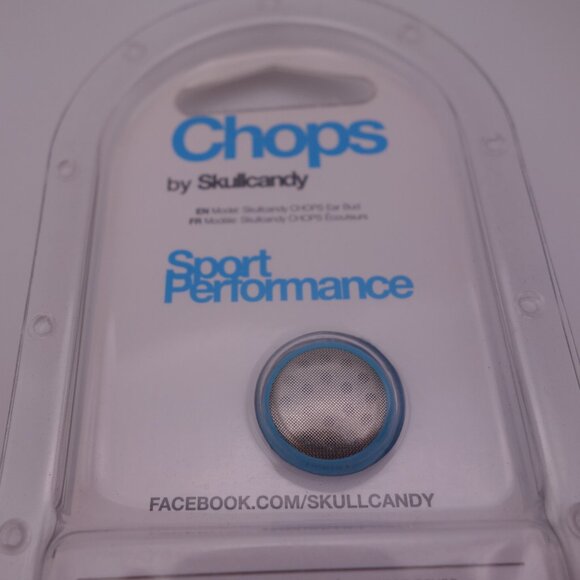 Chops
by Skullcandy
EN Model: Skullcandy CHOPS Ear Bud
FR Modèle: Skullcandy CHOPS Écouteurs
Sport
Performance
FACEBOOK.COM/SKULLCANDY